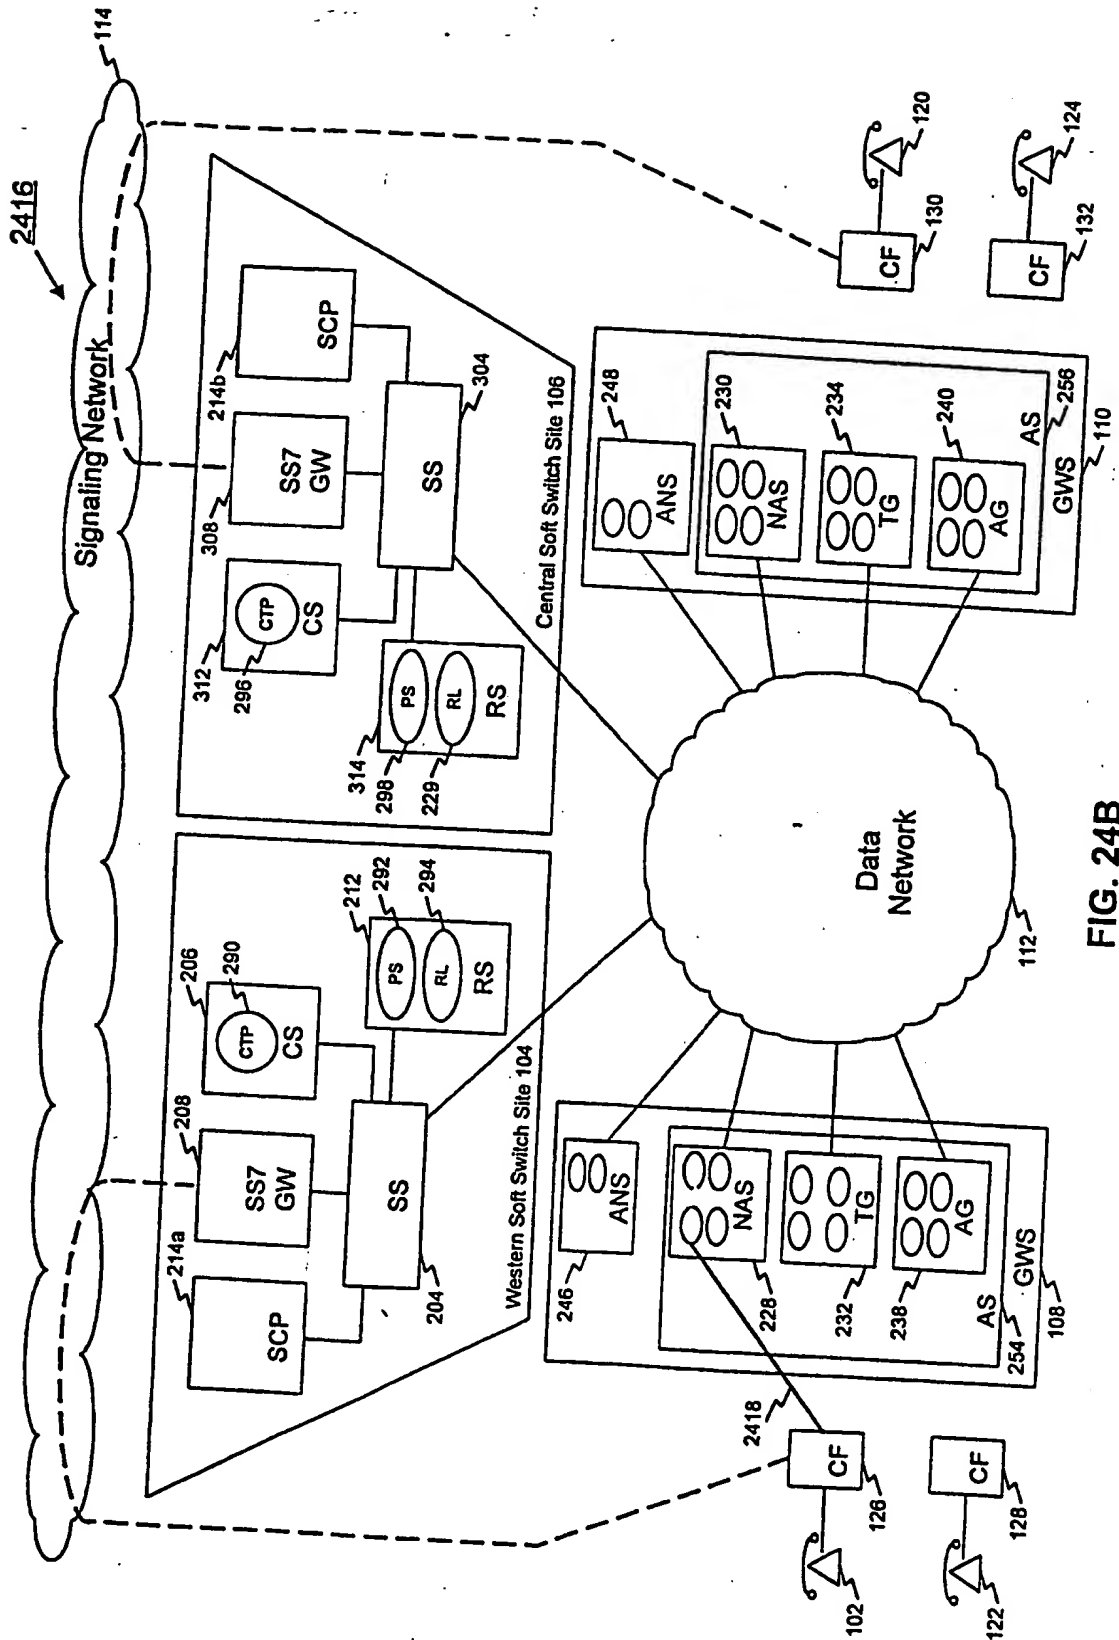 2416
114
Signaling Network
214a
SCP
208
SS7
GW
206
290
CTP
CS
212
292
PS
294
RL
RS
SS
204
Western Soft Switch Site 104
312
296
CTP
CS
308
SS7
GW
214b
SCP
314
298
PS
229
RL
RS
SS
304
Central Soft Switch Site 106
246
ANS
228
NAS
232
TG
238
AG
AS
254
GWS
108
2418
CF
126
102
CF
128
122
Data
Network
112
ANS
248
NAS
230
TG
234
AG
240
AS
256
GWS
110
CF
130
120
CF
132
124
FIG. 24B